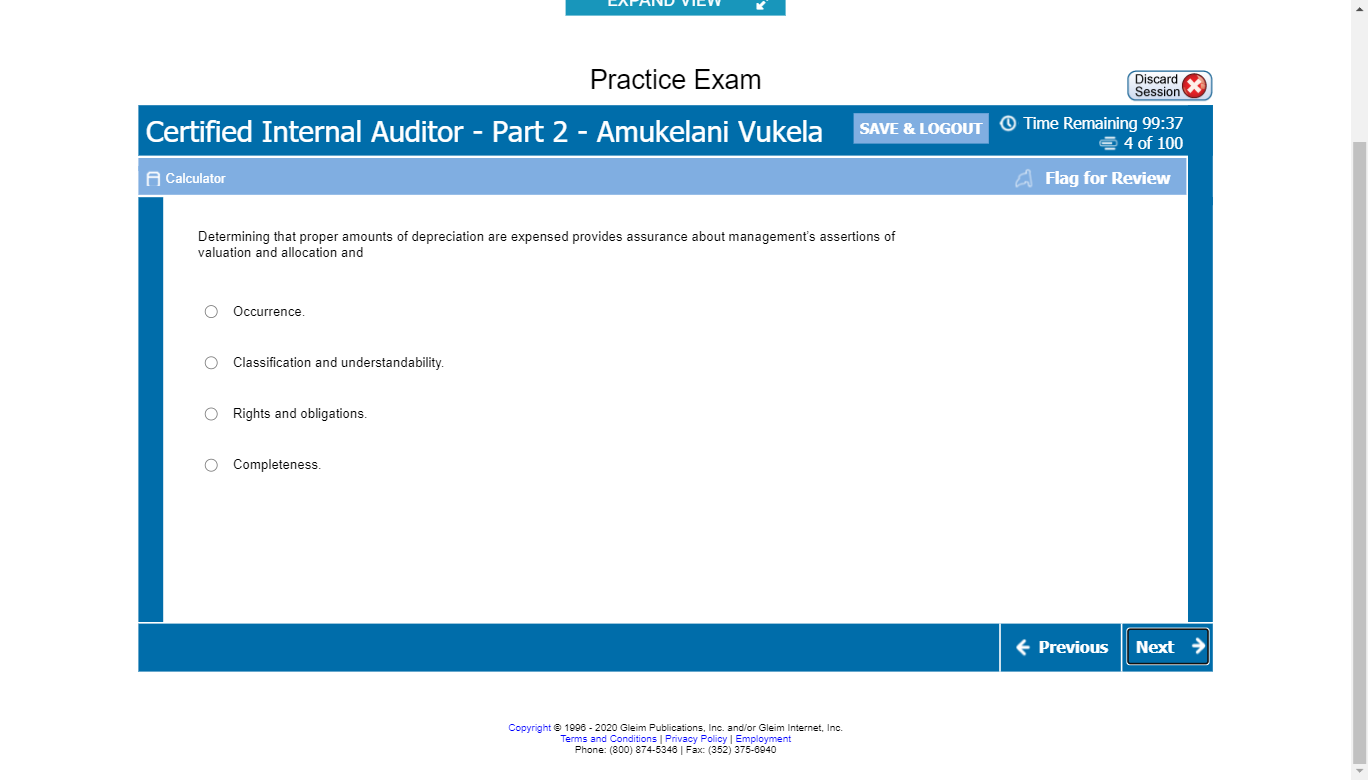 EXPAND VIEW
Practice Exam
Discard
Session
Certified Internal Auditor - Part 2 - Amukelani Vukela
SAVE & LOGOUT
Time Remaining 99:37
4 of 100
Calculator
Flag for Review
Determining that proper amounts of depreciation are expensed provides assurance about management's assertions of
valuation and allocation and
Occurrence.
Classification and understandability.
Rights and obligations.
Completeness.
Previous
Next
Copyright © 1996 - 2020 Gleim Publications, Inc. and/or Gleim Internet, Inc.
Terms and Conditions | Privacy Policy | Employment
Phone: (800) 874-5346 | Fax: (352) 375-6940